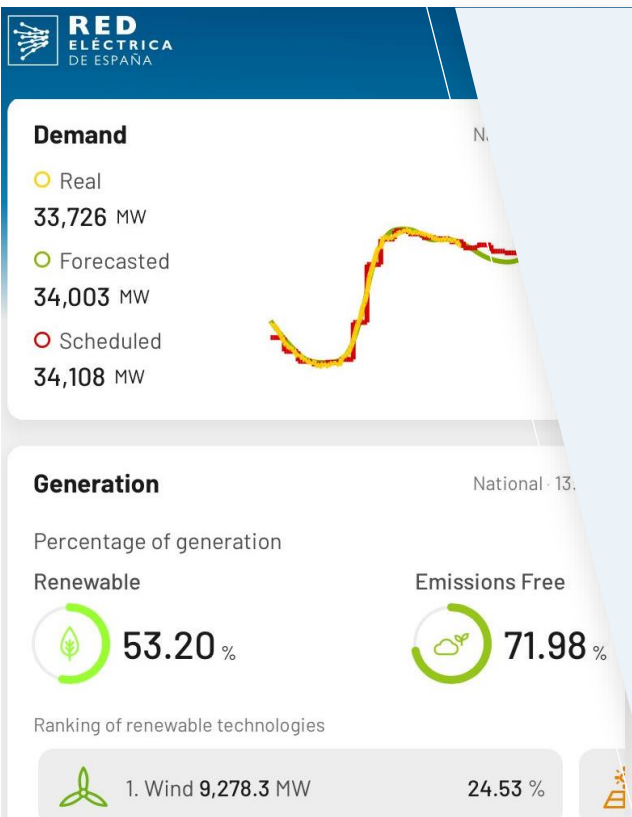 RED
ELÉCTRICA
DE ESPAÑA
Demand
Real
33,726 MW
Forecasted
34,003 MW
Scheduled
34,108 MW
Generation
National · 13.
Percentage of generation
Renewable
Emissions Free
53.20 %
71.98 %
Ranking of renewable technologies
1. Wind 9,278.3 MW
24.53 %